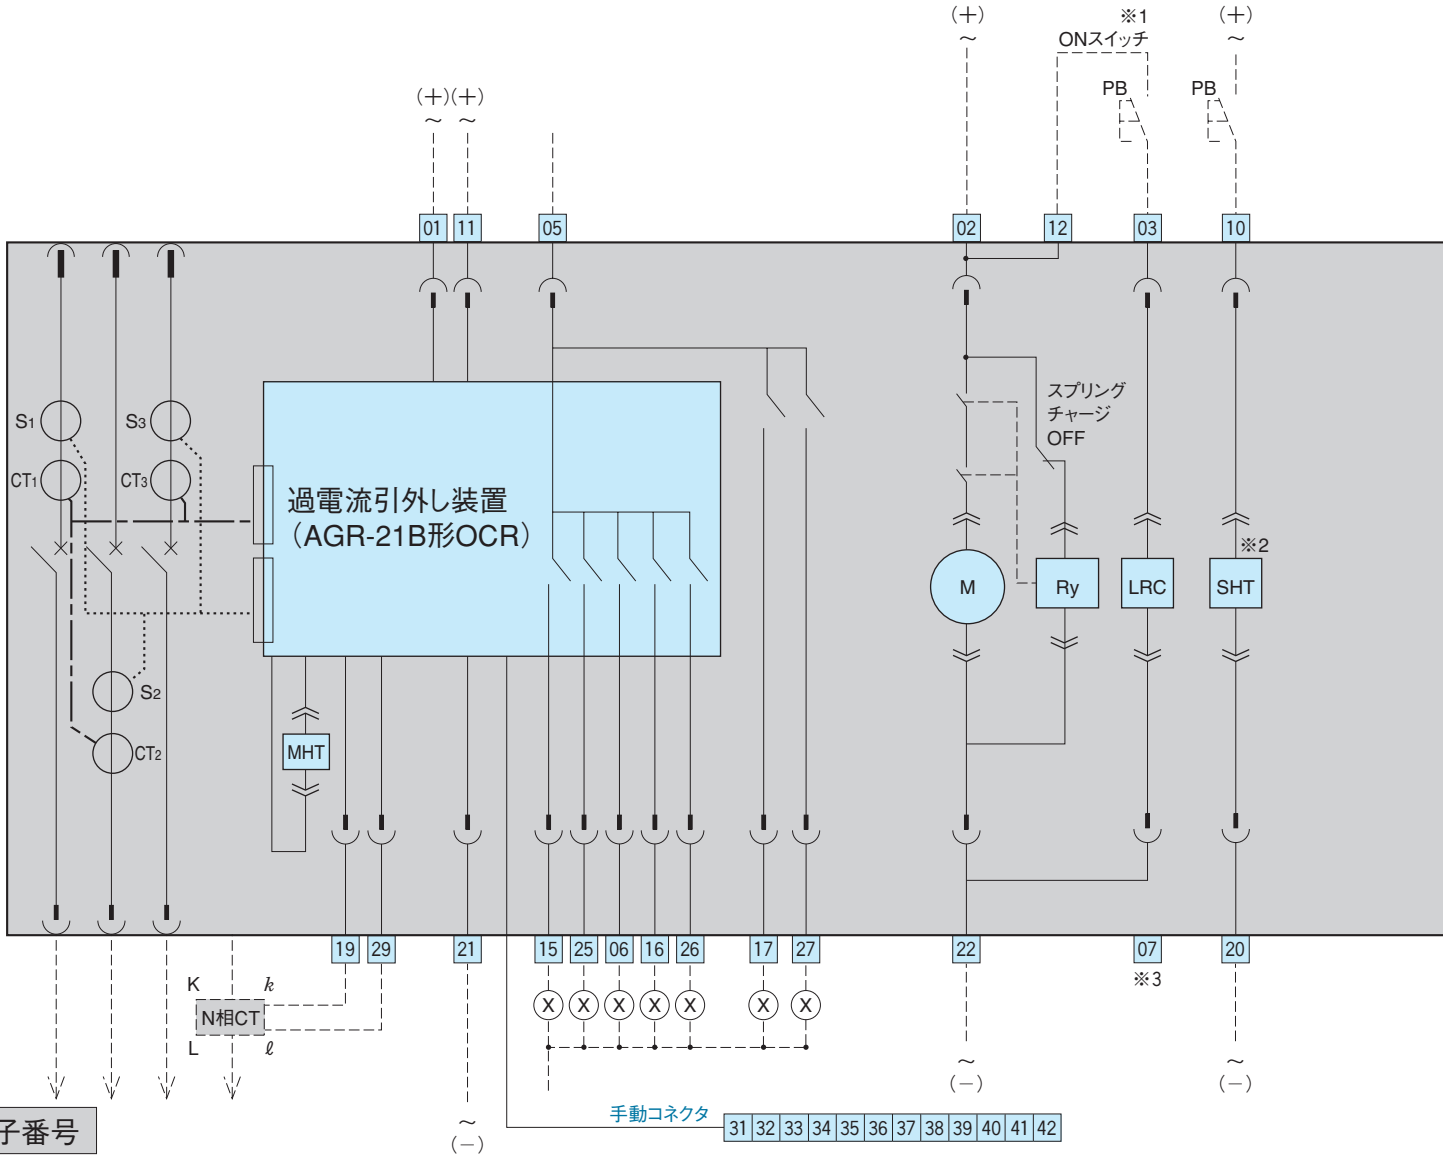 (+)
~
※1
ONスイッチ
(+)
~
PB
PB
(+)(+)
~ ~
01 11 05 02 12 03 10
S1
S3
CT1
CT3
スプリング
チャージ
OFF
過電流引外し装置
(AGR-21B形OCR)
※2
M
Ry
LRC
SHT
S2
CT2
MHT
19 29 21 15 25 06 16 26 17 27 22 07 20
※3
K k
N相CT
L ℓ
X X X X X X X
~
(−)
~
(−)
手動コネクタ
31 32 33 34 35 36 37 38 39 40 41 42
~
(−)
子番号